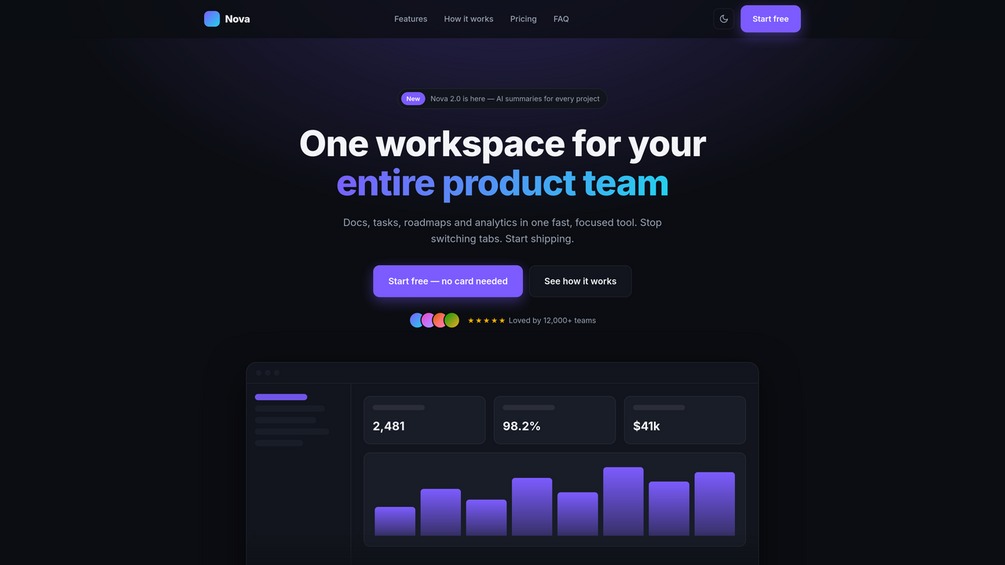 Nova
Features
How it works
Pricing
FAQ
Start free
New Nova 2.0 is here — AI summaries for every project
One workspace for your
entire product team
Docs, tasks, roadmaps and analytics in one fast, focused tool. Stop
switching tabs. Start shipping.
Start free — no card needed
See how it works
★★★★★ Loved by 12,000+ teams
2,481
98.2%
$41k